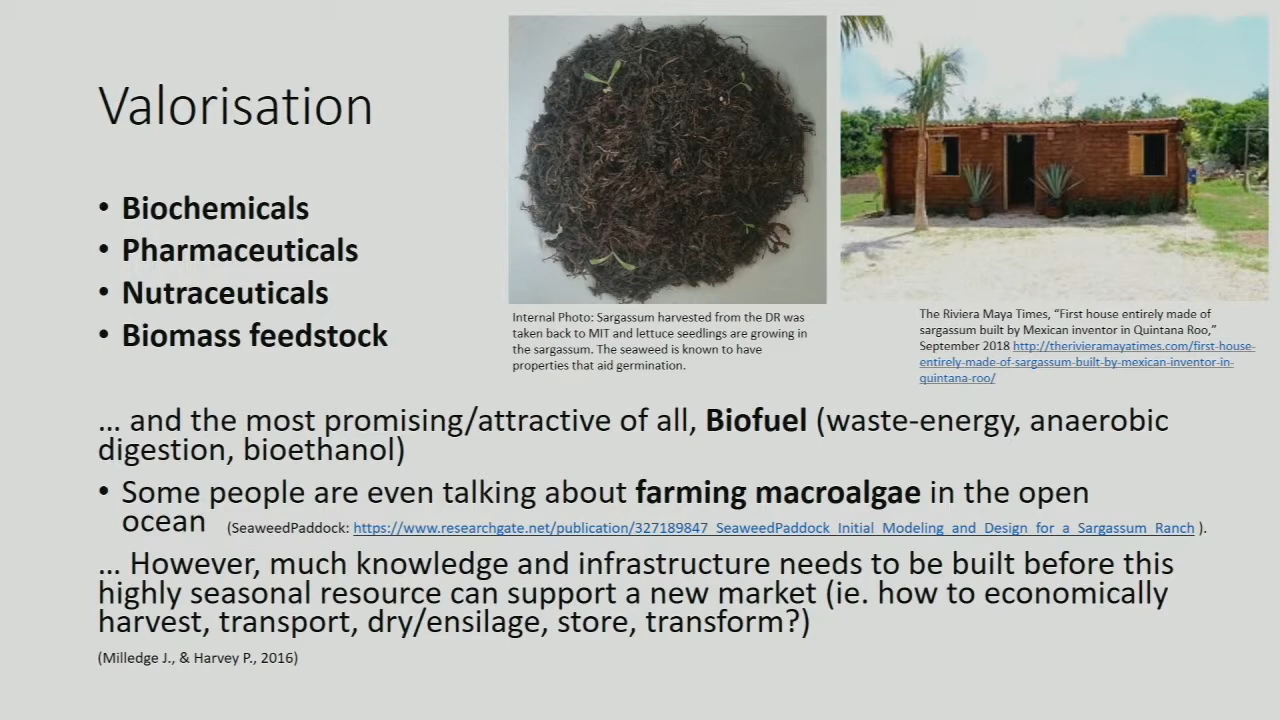 Valorisation
• Biochemicals
• Pharmaceuticals
• Nutraceuticals
• Biomass feedstock
Internal Photo: Sargassum harvested from the DR was
taken back to MIT and lettuce seedlings are growing in
the sargassum. The seaweed is known to have
properties that aid germination.
The Riviera Maya Times, “First house entirely made of
sargassum built by Mexican inventor in Quintana Roo,”
September 2018 http://therivieramayatimes.com/first-house-
entirely-made-of-sargassum-built-by-mexican-inventor-in-
quintana-roo/
... and the most promising/attractive of all, Biofuel (waste-energy, anaerobic
digestion, bioethanol)
• Some people are even talking about farming macroalgae in the open
ocean (SeaweedPaddock: https://www.researchgate.net/publication/327189847_SeaweedPaddock_Initial_Modeling_and_Design_for_a_Sargassum_Ranch ).
... However, much knowledge and infrastructure needs to be built before this
highly seasonal resource can support a new market (ie. how to economically
harvest, transport, dry/ensilage, store, transform?)
(Milledge J., & Harvey P., 2016)